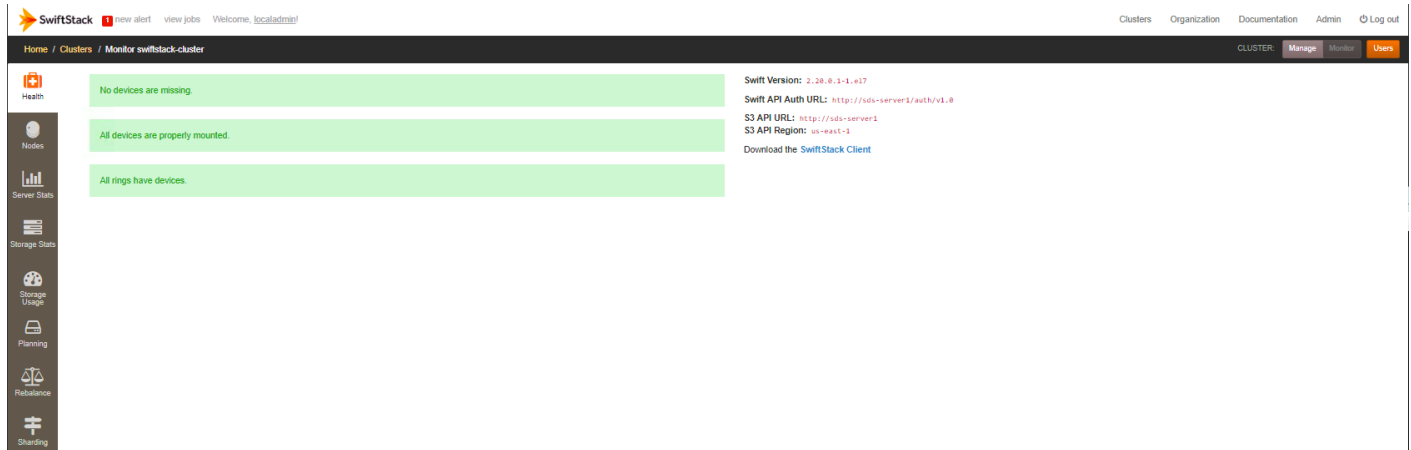 SwiftStack 1 new alert view jobs Welcome, localadmin!
Clusters Organization Documentation Admin Log out
Home / Clusters / Monitor swiftstack-cluster
CLUSTER: Manage Monitor Users
Health
Nodes
Server Stats
Storage Stats
Storage
Usage
Planning
Rebalance
Sharding
No devices are missing.
All devices are properly mounted.
All rings have devices.
Swift Version: 2.20.0.1-1.el7
Swift API Auth URL: http://sds-server1/auth/v1.0
S3 API URL: http://sds-server1
S3 API Region: us-east-1
Download the SwiftStack Client